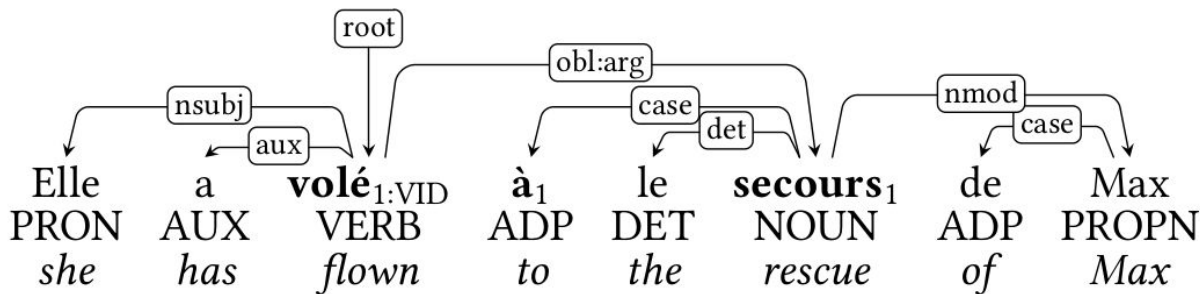 root
obl:arg
nsubj case nmod
aux det case
Elle a volé1:VID à1 le secours1 de Max
PRON AUX VERB ADP DET NOUN ADP PROPN
she has flown to the rescue of Max